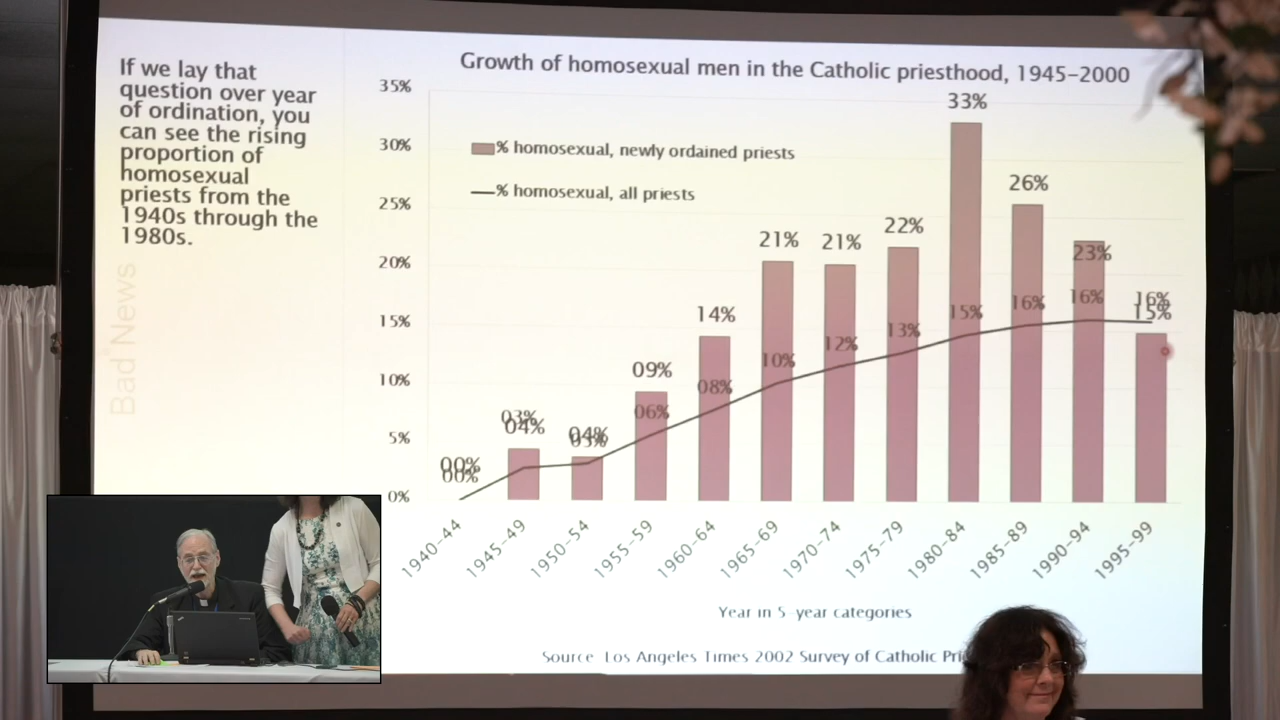 If we lay that
question over year
of ordination, you
can see the rising
proportion of
homosexual
priests from the
1940s through the
1980s.
Bad News
Growth of homosexual men in the Catholic priesthood, 1945–2000
% homosexual, newly ordained priests
% homosexual, all priests
35%
30%
25%
20%
15%
10%
5%
0%
00%
00%
03%
04%
04%
03%
09%
06%
14%
08%
21%
10%
21%
12%
22%
13%
33%
15%
26%
16%
23%
16%
16%
15%
1940–44
1945–49
1950–54
1955–59
1960–64
1965–69
1970–74
1975–79
1980–84
1985–89
1990–94
1995–99
Year in 5 year categories
Source Los Angeles Times 2002 Survey of Catholic